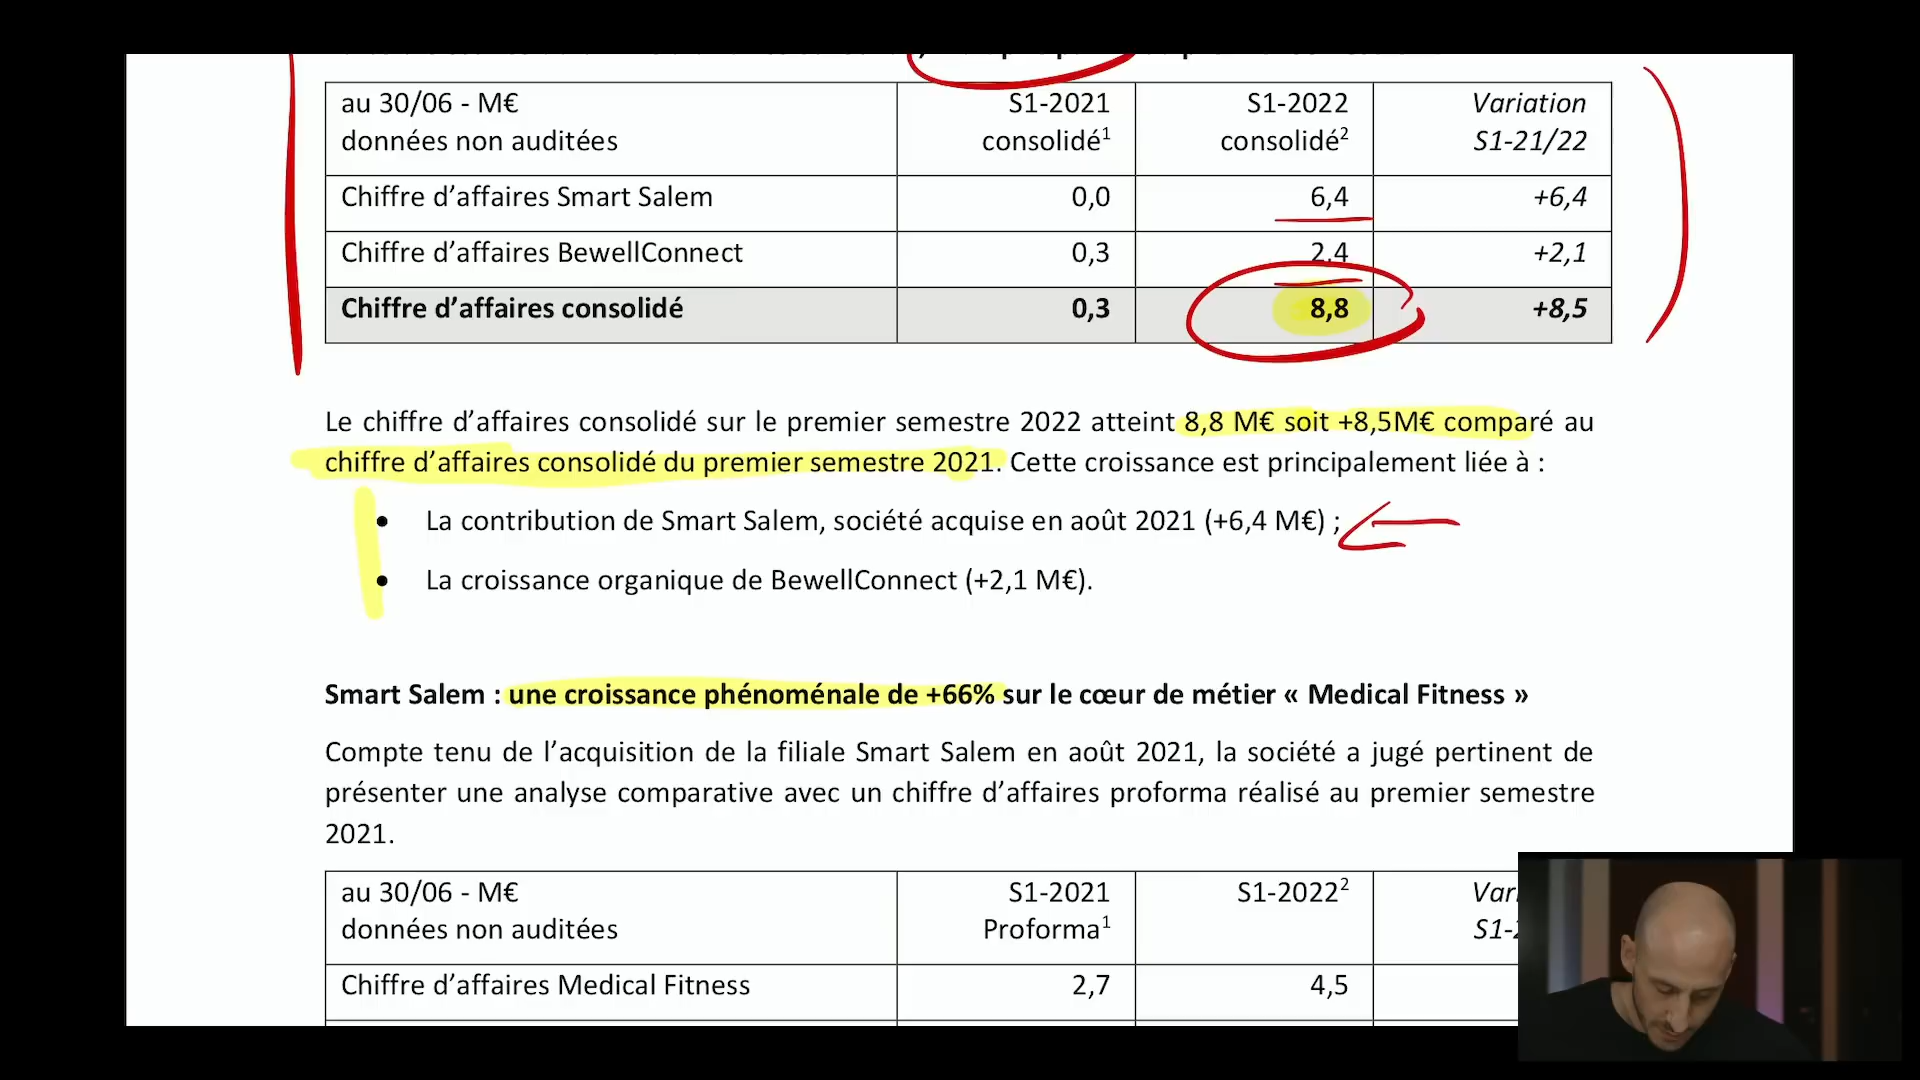 au 30/06 - M€ S1-2021 S1-2022 Variation
données non auditées consolidé¹ consolidé² S1-21/22
Chiffre d’affaires Smart Salem 0,0 6,4 +6,4
Chiffre d’affaires BewellConnect 0,3 2,4 +2,1
Chiffre d’affaires consolidé 0,3 8,8 +8,5
Le chiffre d’affaires consolidé sur le premier semestre 2022 atteint 8,8 M€ soit +8,5M€ comparé au
chiffre d’affaires consolidé du premier semestre 2021. Cette croissance est principalement liée à :
• La contribution de Smart Salem, société acquise en août 2021 (+6,4 M€) ;
• La croissance organique de BewellConnect (+2,1 M€).
Smart Salem : une croissance phénoménale de +66% sur le cœur de métier « Medical Fitness »
Compte tenu de l’acquisition de la filiale Smart Salem en août 2021, la société a jugé pertinent de
présenter une analyse comparative avec un chiffre d’affaires proforma réalisé au premier semestre
2021.
au 30/06 - M€ S1-2021 S1-2022²
données non auditées Proforma¹
Chiffre d’affaires Medical Fitness 2,7 4,5